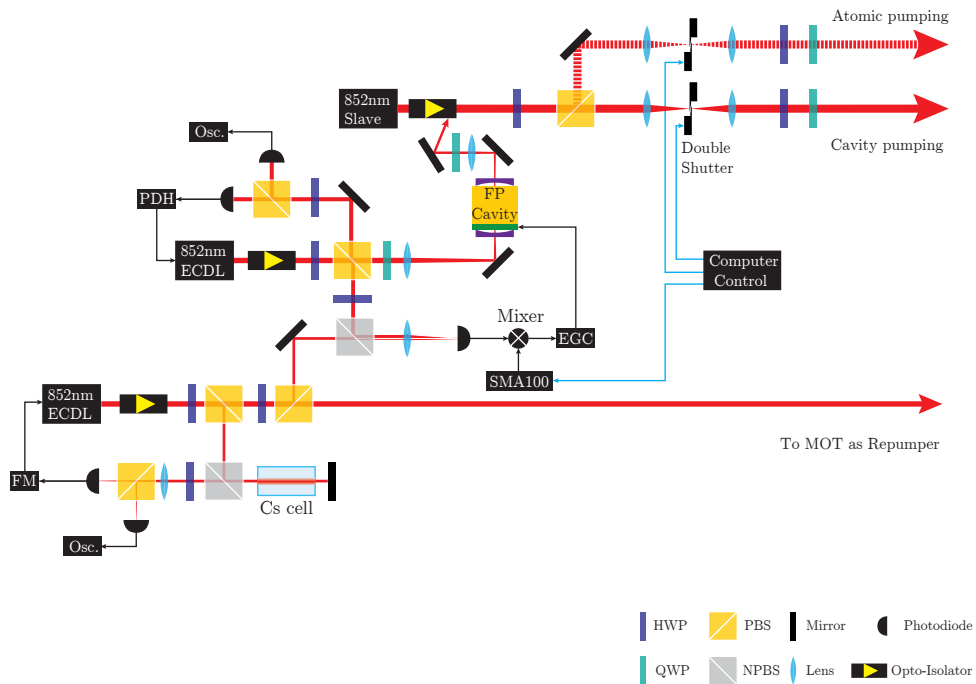 Atomic pumping
852nm
Slave
Cavity pumping
Double
Shutter
Osc.
PDH
FP
Cavity
852nm
ECDL
Computer
Control
Mixer
EGC
SMA100
852nm
ECDL
To MOT as Repumper
FM
Cs cell
Osc.
HWP
PBS
Mirror
Photodiode
QWP
NPBS
Lens
Opto-Isolator